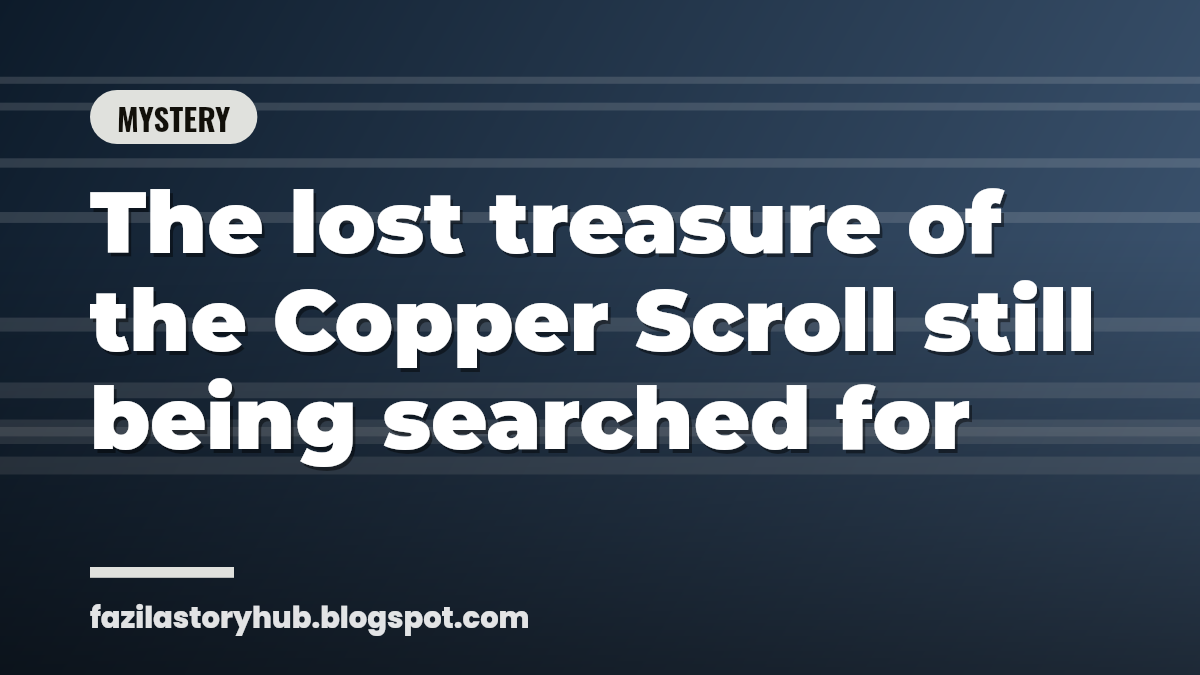 MYSTERY
The lost treasure of
the Copper Scroll still
being searched for
fazilastoryhub.blogspot.com